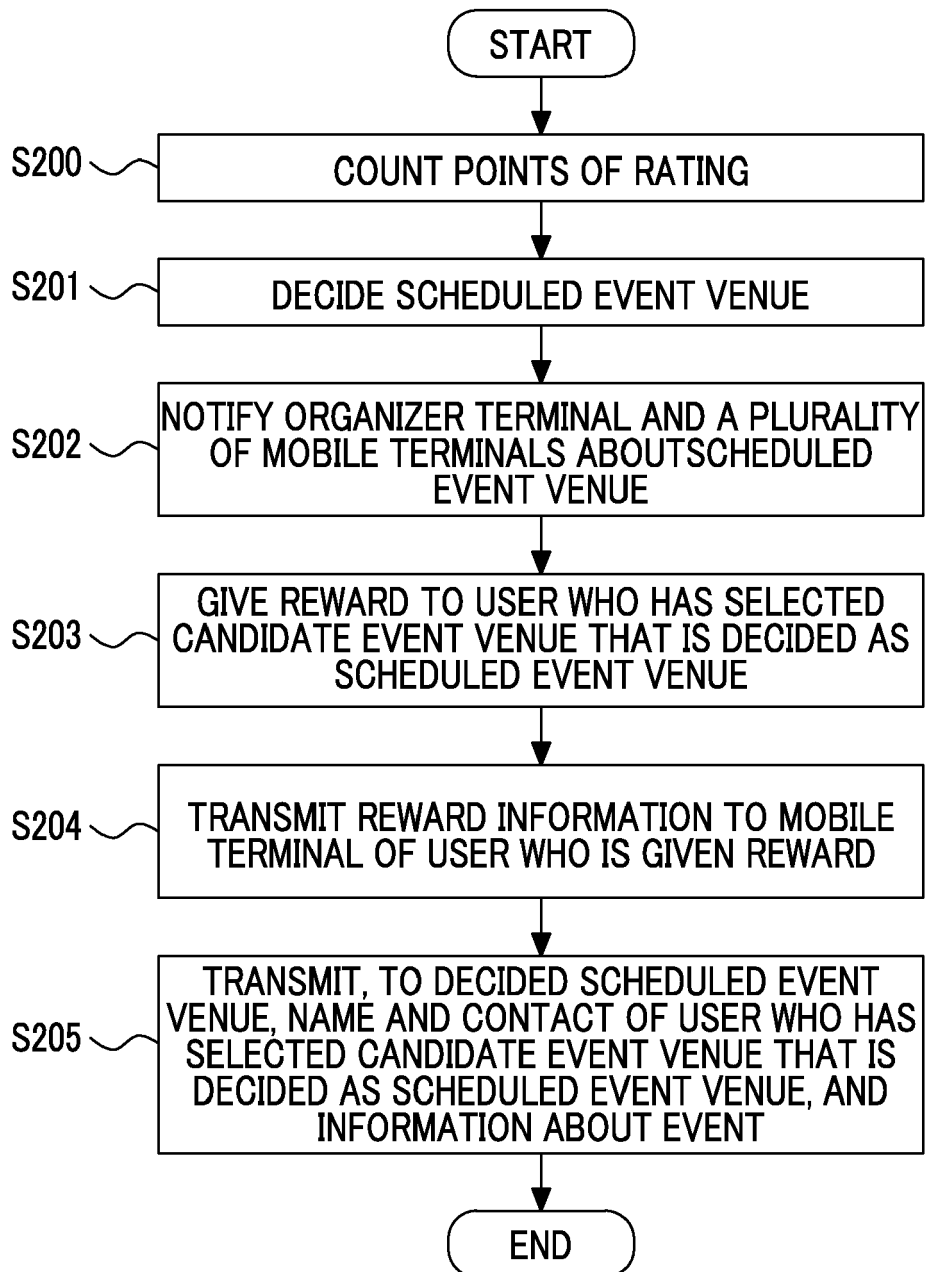 START
S200
COUNT POINTS OF RATING
S201
DECIDE SCHEDULED EVENT VENUE
S202
NOTIFY ORGANIZER TERMINAL AND A PLURALITY
OF MOBILE TERMINALS ABOUTSCHEDULED
EVENT VENUE
S203
GIVE REWARD TO USER WHO HAS SELECTED
CANDIDATE EVENT VENUE THAT IS DECIDED AS
SCHEDULED EVENT VENUE
S204
TRANSMIT REWARD INFORMATION TO MOBILE
TERMINAL OF USER WHO IS GIVEN REWARD
S205
TRANSMIT, TO DECIDED SCHEDULED EVENT
VENUE, NAME AND CONTACT OF USER WHO HAS
SELECTED CANDIDATE EVENT VENUE THAT IS
DECIDED AS SCHEDULED EVENT VENUE, AND
INFORMATION ABOUT EVENT
END